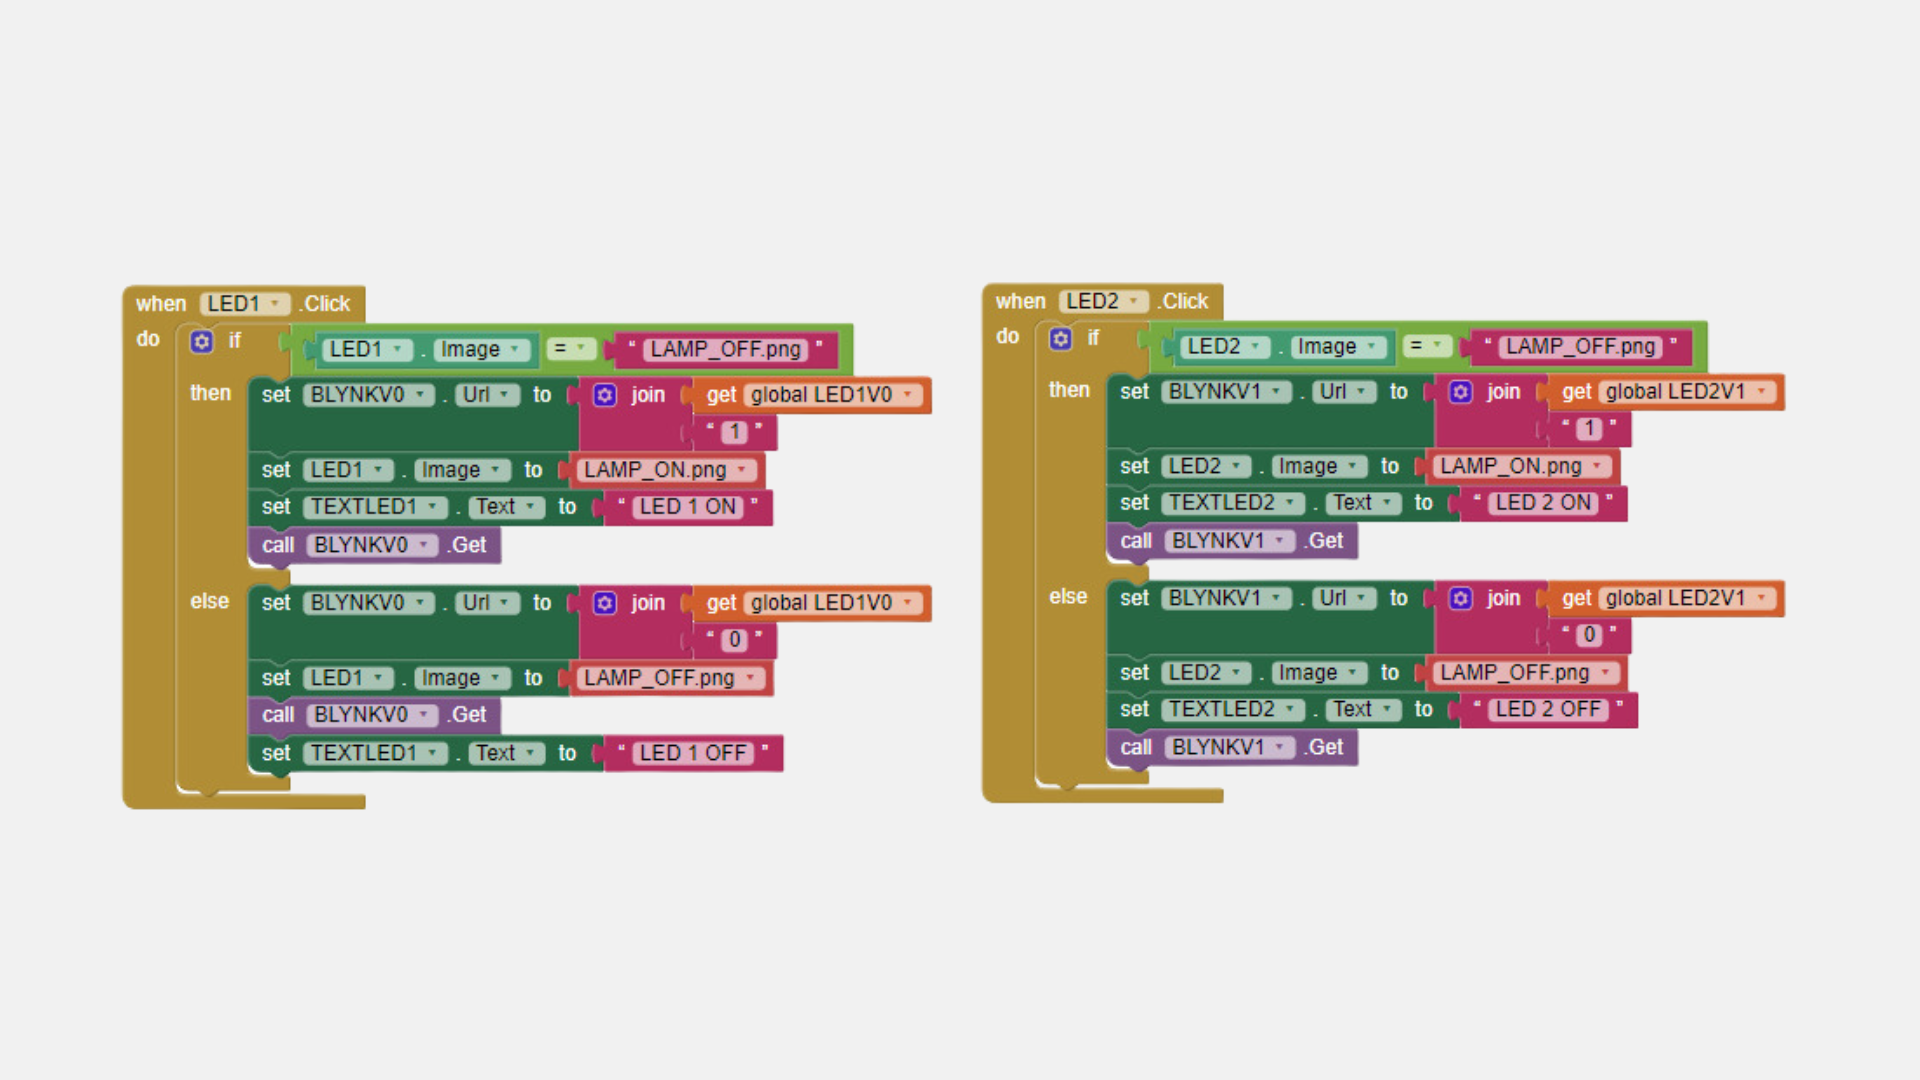 when LED1 .Click
do if LED1 . Image = " LAMP_OFF.png "
then set BLYNKV0 . Url to join get global LED1V0
" 1 "
set LED1 . Image to LAMP_ON.png
set TEXTLED1 . Text to " LED 1 ON "
call BLYNKV0 .Get
else set BLYNKV0 . Url to join get global LED1V0
" 0 "
set LED1 . Image to LAMP_OFF.png
call BLYNKV0 .Get
set TEXTLED1 . Text to " LED 1 OFF "
when LED2 .Click
do if LED2 . Image = " LAMP_OFF.png "
then set BLYNKV1 . Url to join get global LED2V1
" 1 "
set LED2 . Image to LAMP_ON.png
set TEXTLED2 . Text to " LED 2 ON "
call BLYNKV1 .Get
else set BLYNKV1 . Url to join get global LED2V1
" 0 "
set LED2 . Image to LAMP_OFF.png
set TEXTLED2 . Text to " LED 2 OFF "
call BLYNKV1 .Get